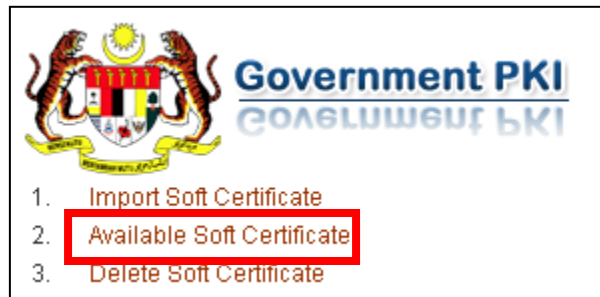 Government PKI
1. Import Soft Certificate
2. Available Soft Certificate
3. Delete Soft Certificate